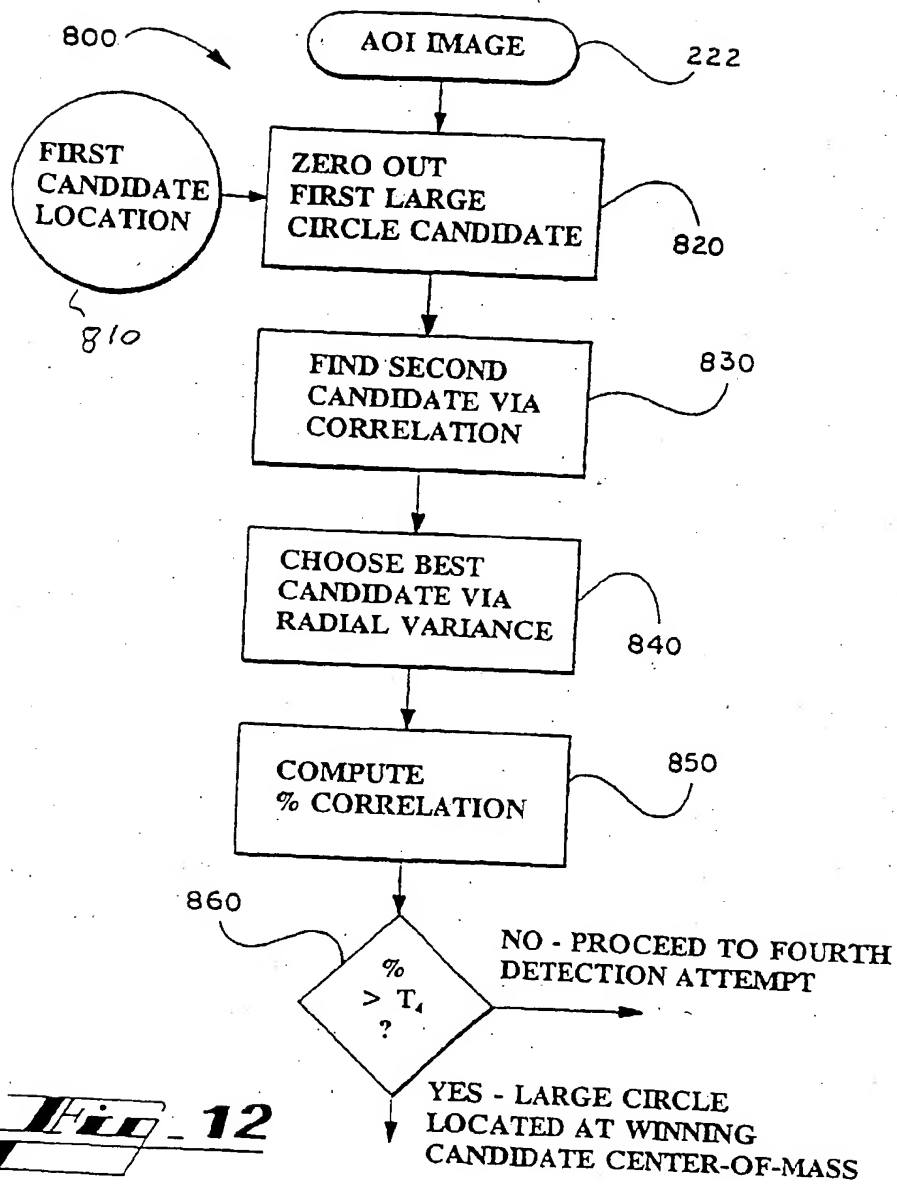 800
AOI IMAGE
222
FIRST
CANDIDATE
LOCATION
810
ZERO OUT
FIRST LARGE
CIRCLE CANDIDATE
820
FIND SECOND
CANDIDATE VIA
CORRELATION
830
CHOOSE BEST
CANDIDATE VIA
RADIAL VARIANCE
840
COMPUTE
% CORRELATION
850
860
%
> T₄
?
NO - PROCEED TO FOURTH
DETECTION ATTEMPT
YES - LARGE CIRCLE
LOCATED AT WINNING
CANDIDATE CENTER-OF-MASS
Fig_12